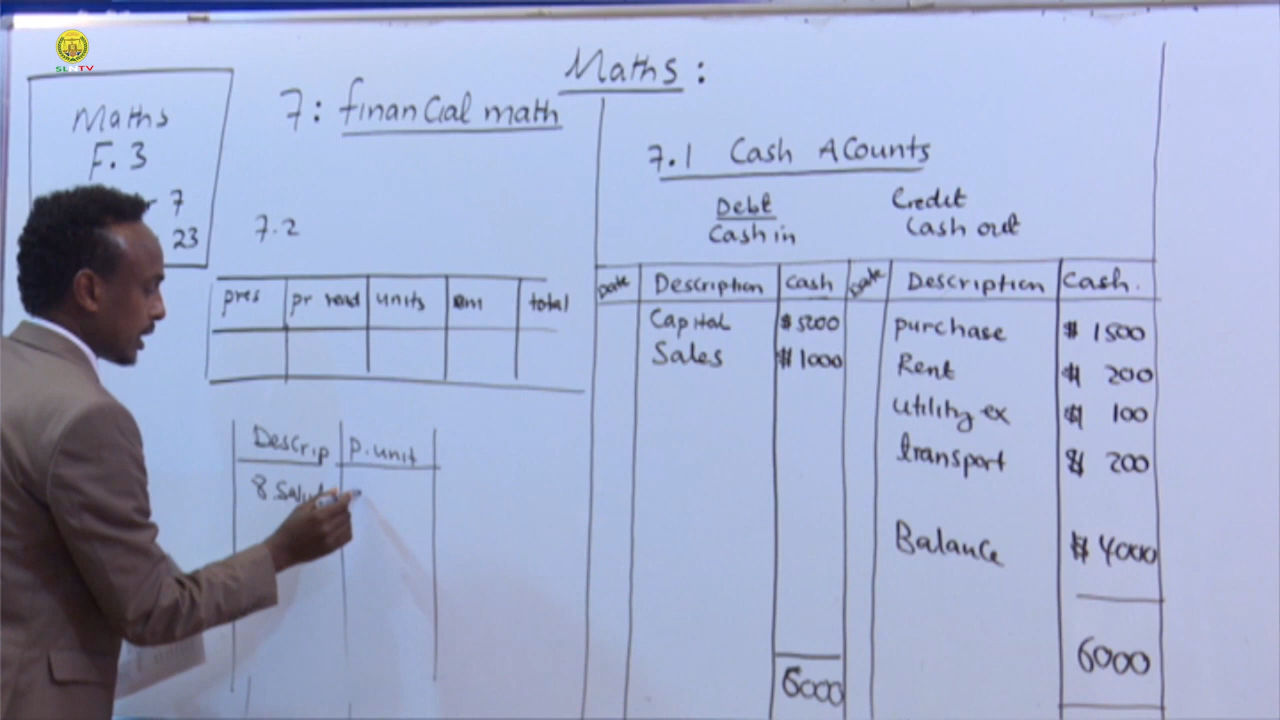 SLNTV
Maths:
Maths
F. 3
7
23
7: financial math
7.2
pres pr read units am total
Descrip P. unit
7.1 Cash Acounts
Debt
Cash in
Credit
Cash out
Date Description Cash Date Description Cash.
Capital $ 5200 purchase $ 1500
Sales $ 1000 Rent $ 200
utility ex $ 100
transport $ 200
Balance $ 4000
6000 6000